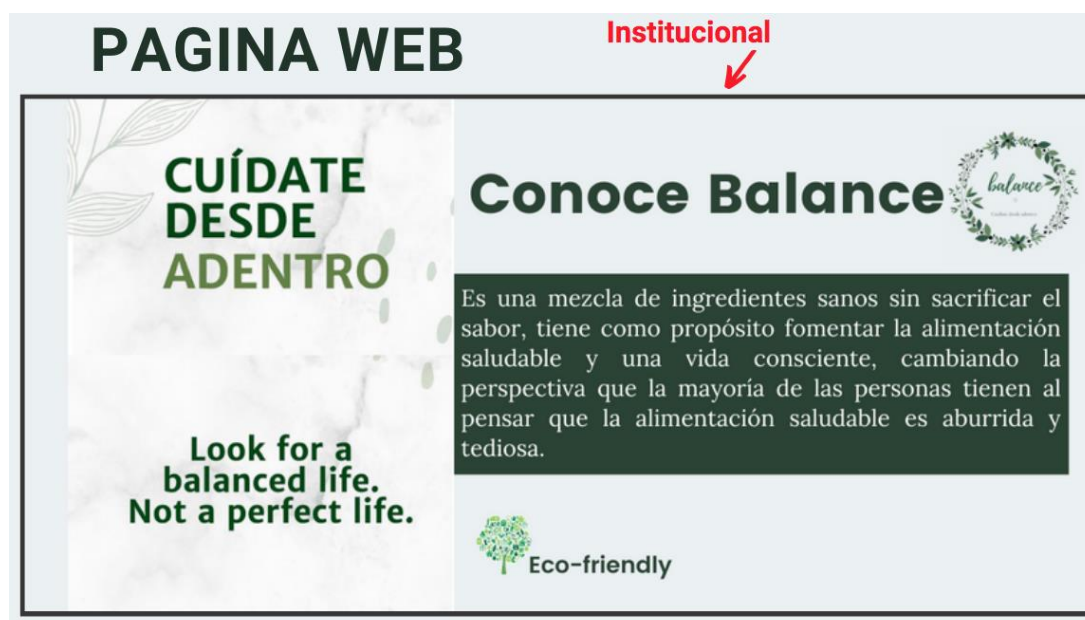 PAGINA WEB
Institucional
CUÍDATE
DESDE
ADENTRO
Look for a
balanced life.
Not a perfect life.
Conoce Balance
balance
Cuídate desde adentro
Es una mezcla de ingredientes sanos sin sacrificar el
sabor, tiene como propósito fomentar la alimentación
saludable y una vida consciente, cambiando la
perspectiva que la mayoría de las personas tienen al
pensar que la alimentación saludable es aburrida y
tediosa.
Eco-friendly